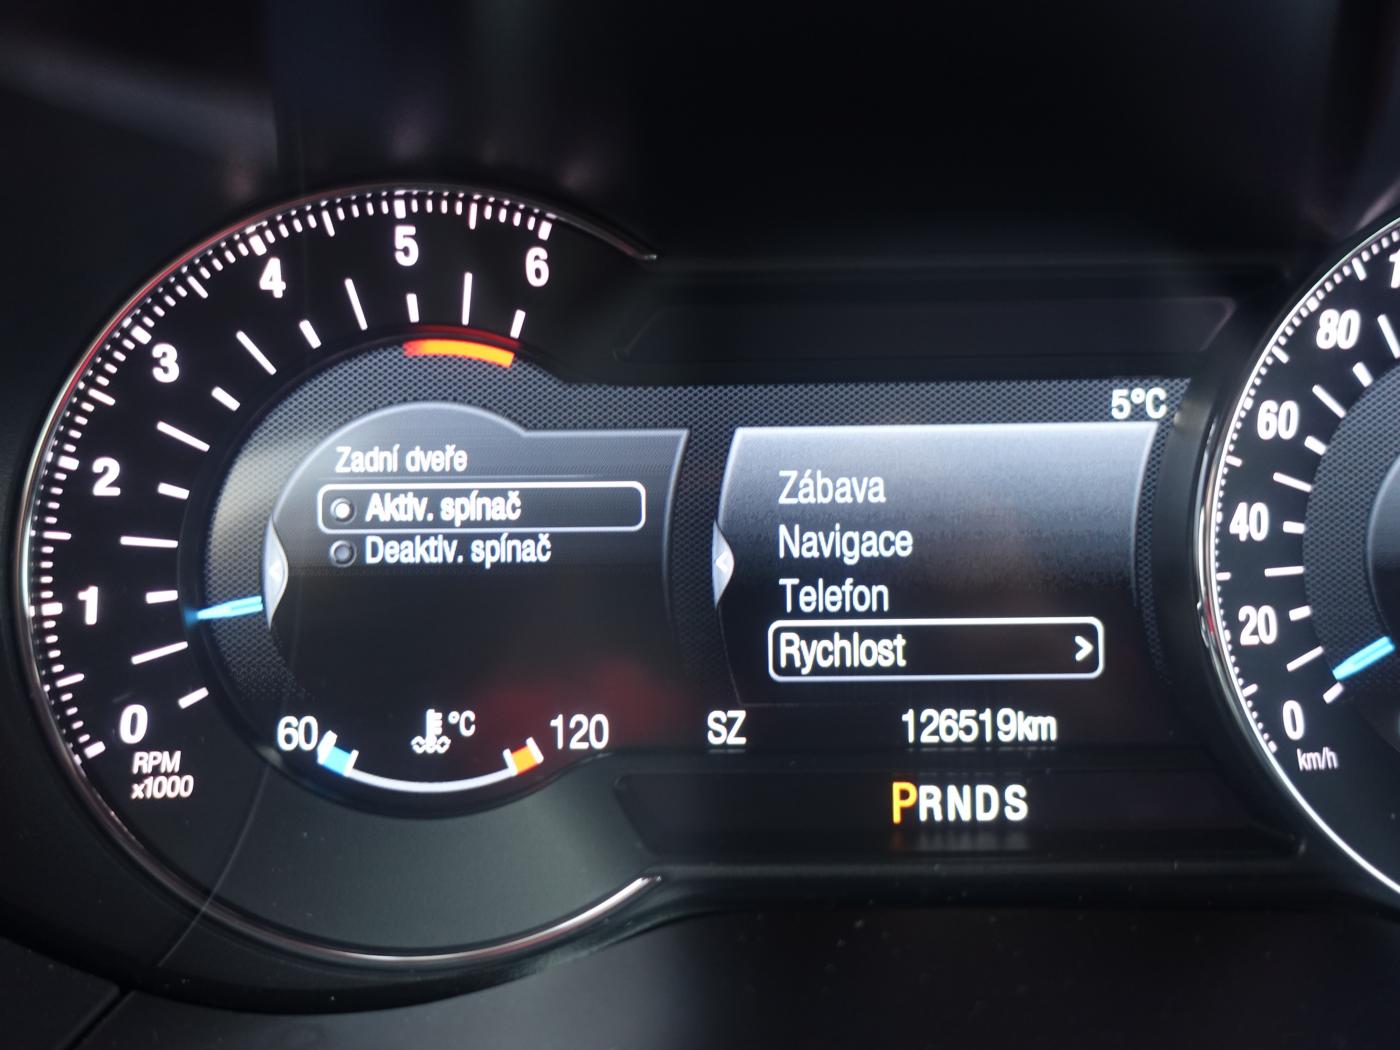 0
1
2
3
4
5
6
RPM
x1000
Zadní dveře
Aktiv. spínač
Deaktiv. spínač
60
°C
120
5°C
Zábava
Navigace
Telefon
Rychlost >
SZ
126519km
PRNDS
80
60
40
20
0
km/h